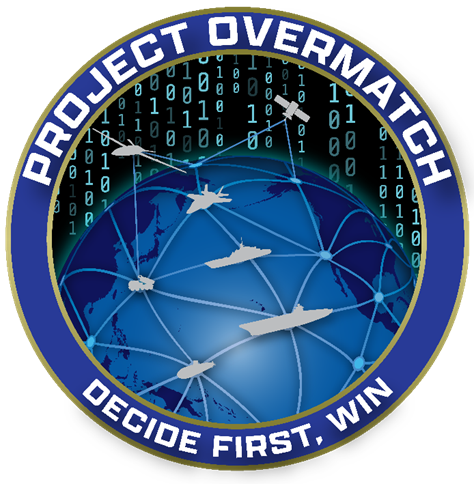 PROJECT OVERMATCH
DECIDE FIRST, WIN